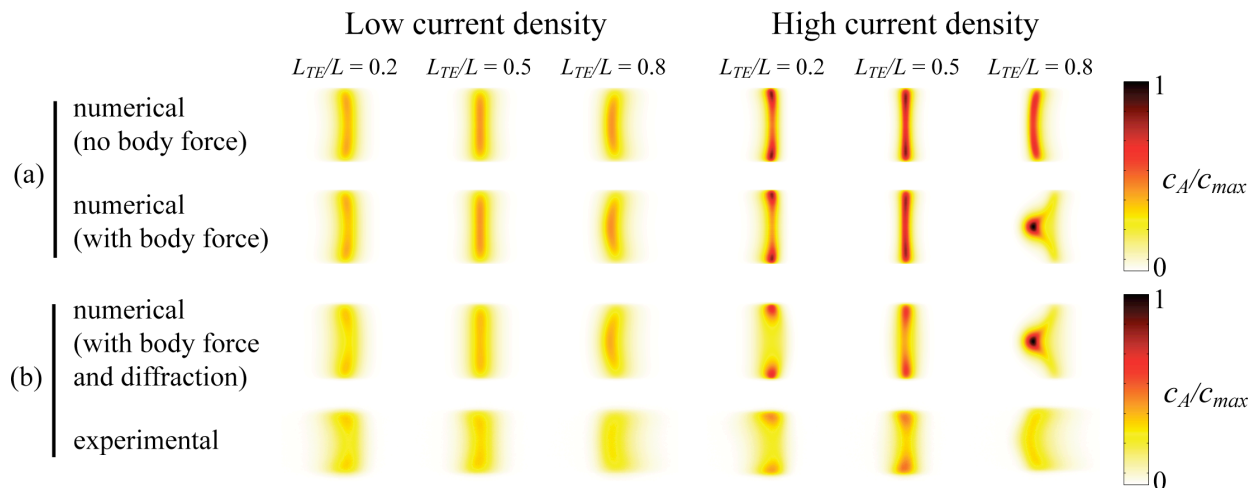 Low current density High current density
L_TE/L = 0.2 L_TE/L = 0.5 L_TE/L = 0.8 L_TE/L = 0.2 L_TE/L = 0.5 L_TE/L = 0.8
(a)
numerical
(no body force)
numerical
(with body force)
1
c_A/c_max
0
(b)
numerical
(with body force
and diffraction)
experimental
1
c_A/c_max
0